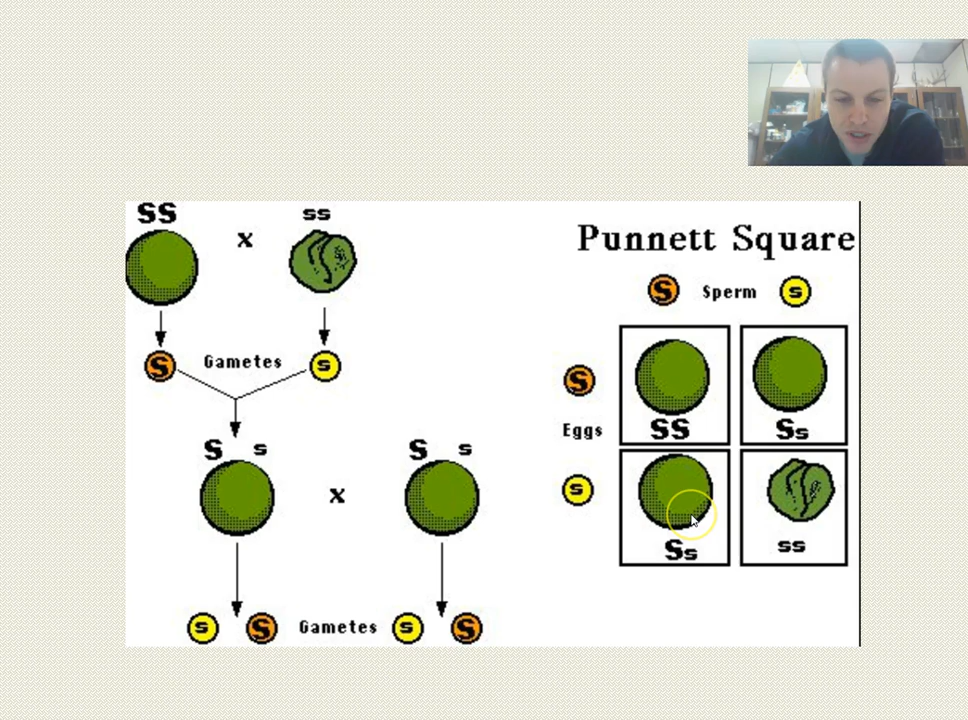 SS x ss
S Gametes s
S s x S s
s S Gametes s S
Punnett Square
S Sperm s
S
Eggs
s
SS Ss
Ss ss